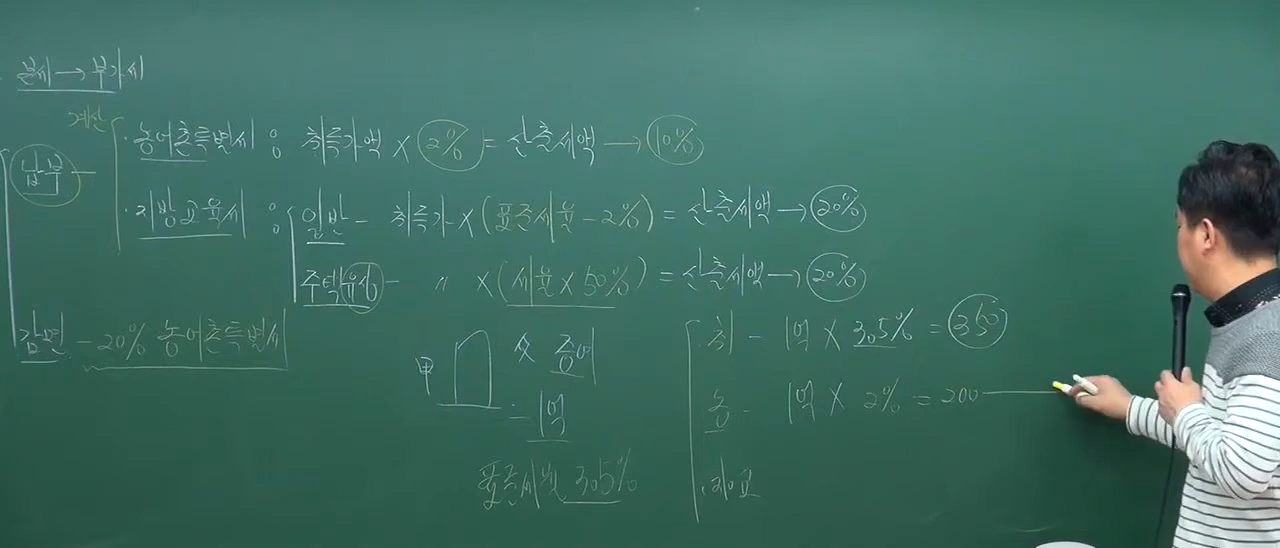 본세 → 부가세
계산
납부
· 농어촌특별세 : 취득가액 × 2% = 산출세액 → 10%
· 지방교육세 : 일반 - 취득가 × (표준세율 - 2%) = 산출세액 → 20%
주택유상 - 〃 × (세율 × 50%) = 산출세액 → 20%
감면 - 20% 농어촌특별세
甲 X 증여
= 1억
표준세율 3.5%
· 취 - 1억 × 3.5% = 350
· 농 - 1억 × 2% = 200
· 지교